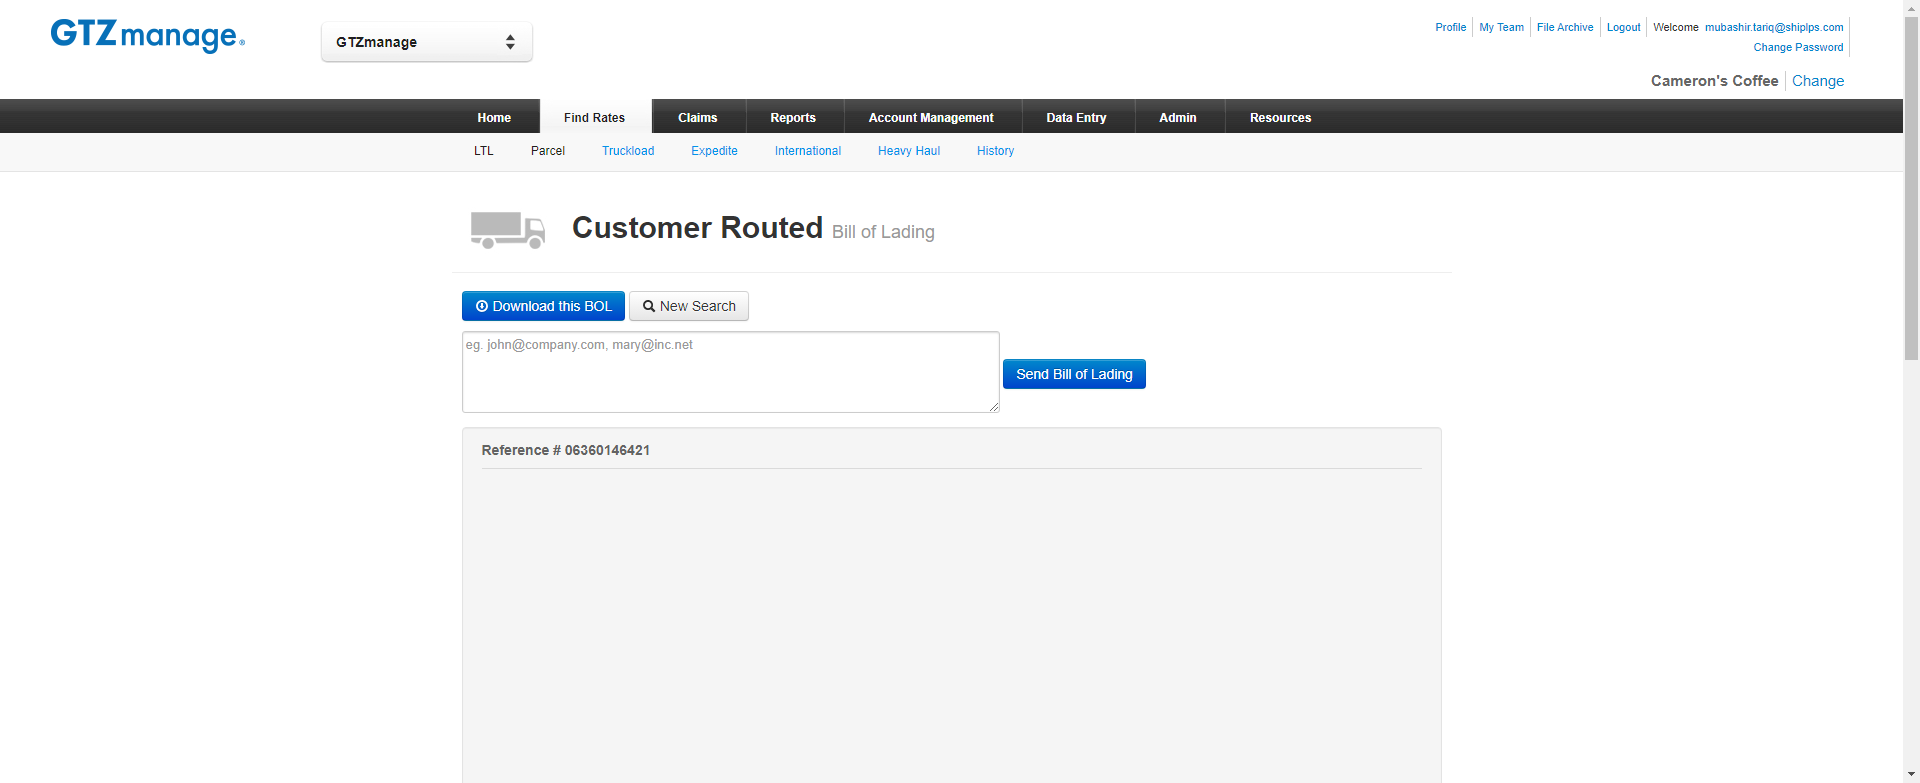 GTZmanage®
GTZmanage
Profile My Team File Archive Logout Welcome mubashir.tariq@shiplps.com
Change Password
Cameron's Coffee Change
Home Find Rates Claims Reports Account Management Data Entry Admin Resources
LTL Parcel Truckload Expedite International Heavy Haul History
Customer Routed Bill of Lading
Download this BOL New Search
eg. john@company.com, mary@inc.net
Send Bill of Lading
Reference # 06360146421